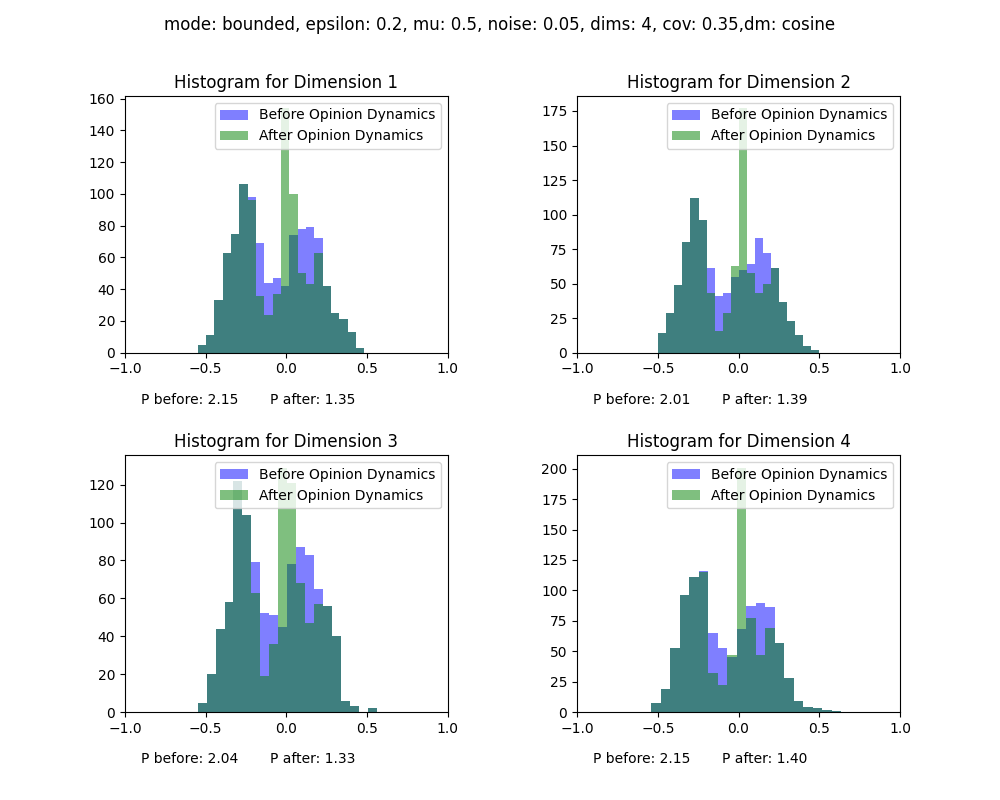 mode: bounded, epsilon: 0.2, mu: 0.5, noise: 0.05, dims: 4, cov: 0.35,dm: cosine
Histogram for Dimension 1
160
140
120
100
80
60
40
20
0
Before Opinion Dynamics
After Opinion Dynamics
−1.0 −0.5 0.0 0.5 1.0
P before: 2.15 P after: 1.35
Histogram for Dimension 2
175
150
125
100
75
50
25
0
Before Opinion Dynamics
After Opinion Dynamics
−1.0 −0.5 0.0 0.5 1.0
P before: 2.01 P after: 1.39
Histogram for Dimension 3
120
100
80
60
40
20
0
Before Opinion Dynamics
After Opinion Dynamics
−1.0 −0.5 0.0 0.5 1.0
P before: 2.04 P after: 1.33
Histogram for Dimension 4
200
175
150
125
100
75
50
25
0
Before Opinion Dynamics
After Opinion Dynamics
−1.0 −0.5 0.0 0.5 1.0
P before: 2.15 P after: 1.40